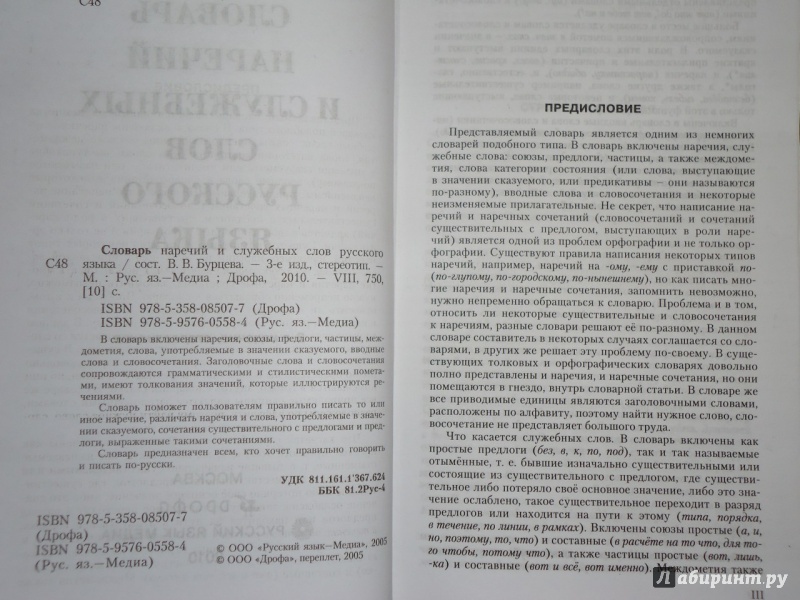 С48
С48
Словарь наречий и служебных слов русского
языка / сост. В. В. Бурцева. – 3-е изд., стереотип. –
М. : Рус. яз.–Медиа ; Дрофа, 2010. – VIII, 750,
[10] с.
ISBN 978-5-358-08507-7 (Дрофа)
ISBN 978-5-9576-0558-4 (Рус. яз.–Медиа)
В словарь включены наречия, союзы, предлоги, частицы, меж-
дометия, слова, употребляемые в значении сказуемого, вводные
слова и словосочетания. Заголовочные слова и словосочетания
сопровождаются грамматическими и стилистическими помета-
ми, имеют толкования значений, которые иллюстрируются ре-
чениями.
Словарь поможет пользователям правильно писать то или
иное наречие, различать наречия и слова, употребляемые в значе-
нии сказуемого, сочетания существительного с предлогами и пред-
логи, выраженные такими сочетаниями.
Словарь предназначен всем, кто хочет правильно говорить
и писать по-русски.
УДК 811.161.1'367.624
ББК 81.2Рус-4
ISBN 978-5-358-08507-7
(Дрофа)
ISBN 978-5-9576-0558-4
(Рус. яз.–Медиа)
© ООО «Русский язык–Медиа», 2005
© ООО «Дрофа», переплет, 2005
ПРЕДИСЛОВИЕ
Представляемый словарь является одним из немногих
словарей подобного типа. В словарь включены наречия, слу-
жебные слова: союзы, предлоги, частицы, а также междоме-
тия, слова категории состояния (или слова, выступающие
в значении сказуемого, или предикативы – они называются
по-разному), вводные слова и словосочетания и некоторые
неизменяемые прилагательные. Не секрет, что написание на-
речий и наречных сочетаний (словосочетаний и сочетаний
существительных с предлогом, выступающих в роли наре-
чий) является одной из проблем орфографии и не только ор-
фографии. Существуют правила написания некоторых типов
наречий, например, наречий на -ому, -ему с приставкой по-
(по-глупому, по-городскому, по-нынешнему), но как писать мно-
гие наречия и наречные сочетания, запомнить невозможно,
нужно непременно обращаться к словарю. Проблема и в том,
относить ли некоторые существительные и словосочетания
к наречиям, разные словари решают её по-разному. В данном
словаре составитель в некоторых случаях соглашается со сло-
варями, в других же решает эту проблему по-своему. В суще-
ствующих толковых и орфографических словарях довольно
полно представлены и наречия, и наречные сочетания, но они
помещаются в гнездо, внутрь словарной статьи. В словаре же
все приводимые единицы являются заголовочными словами,
расположены по алфавиту, поэтому найти нужное слово, сло-
восочетание не представляет большого труда.
Что касается служебных слов. В словарь включены как
простые предлоги (без, в, к, по, под), так и так называемые
отымённые, т. е. бывшие изначально существительными или
состоящие из существительного с предлогом, где существи-
тельное либо потеряло своё основное значение, либо это зна-
чение ослаблено, такое существительное переходит в разряд
предлогов или находится на пути к этому (типа, порядка,
в течение, по линии, в рамках). Включены союзы простые (а, и,
но, поэтому, то, что) и составные (в расчёте на то что, для то-
го чтобы, потому что), а также частицы простые (вот, лишь,
-ка) и составные (вот и всё, вот именно). Междометия также
III
Лабиринт.ру